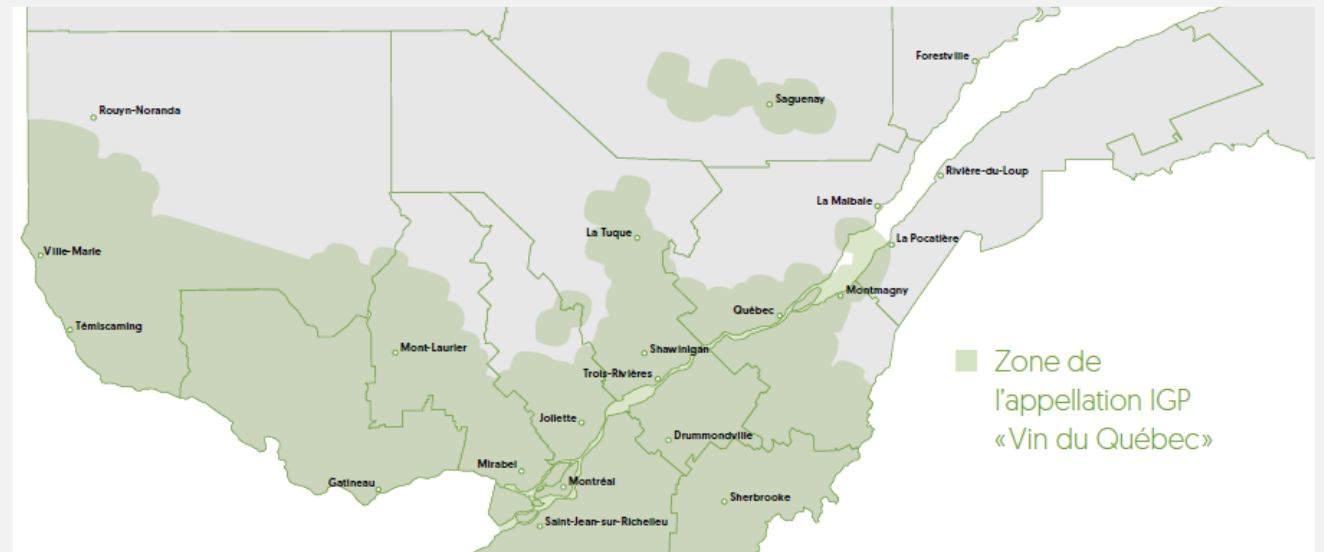 Forestville
Saguenay
Rouyn-Noranda
Rivière-du-Loup
La Malbaie
La Tuque
La Pocatière
Ville-Marie
Montmagny
Québec
Témiscaming
Mont-Laurier
Shawinigan
Zone de
l'appellation IGP
«Vin du Québec»
Trois-Rivières
Joliette
Drummondville
Mirabel
Gatineau
Montréal
Sherbrooke
Saint-Jean-sur-Richelieu